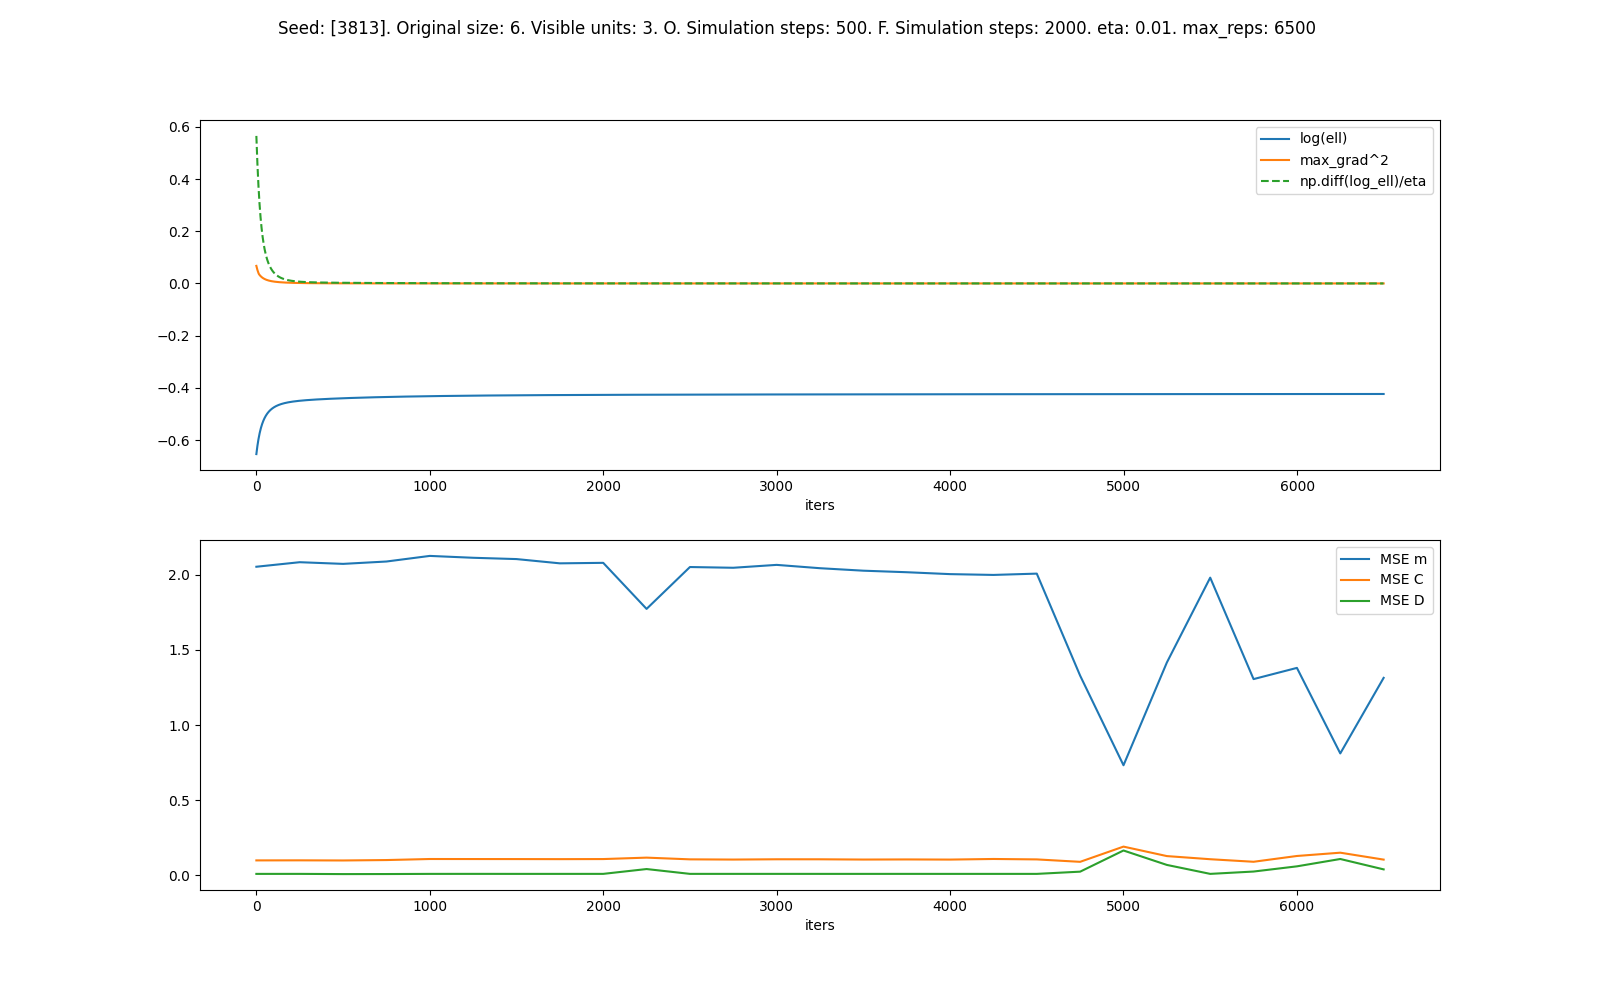 Seed: [3813]. Original size: 6. Visible units: 3. O. Simulation steps: 500. F. Simulation steps: 2000. eta: 0.01. max_reps: 6500
0.6
0.4
0.2
0.0
−0.2
−0.4
−0.6
log(ell)
max_grad^2
np.diff(log_ell)/eta
0 1000 2000 3000 4000 5000 6000
iters
2.0
1.5
1.0
0.5
0.0
MSE m
MSE C
MSE D
0 1000 2000 3000 4000 5000 6000
iters